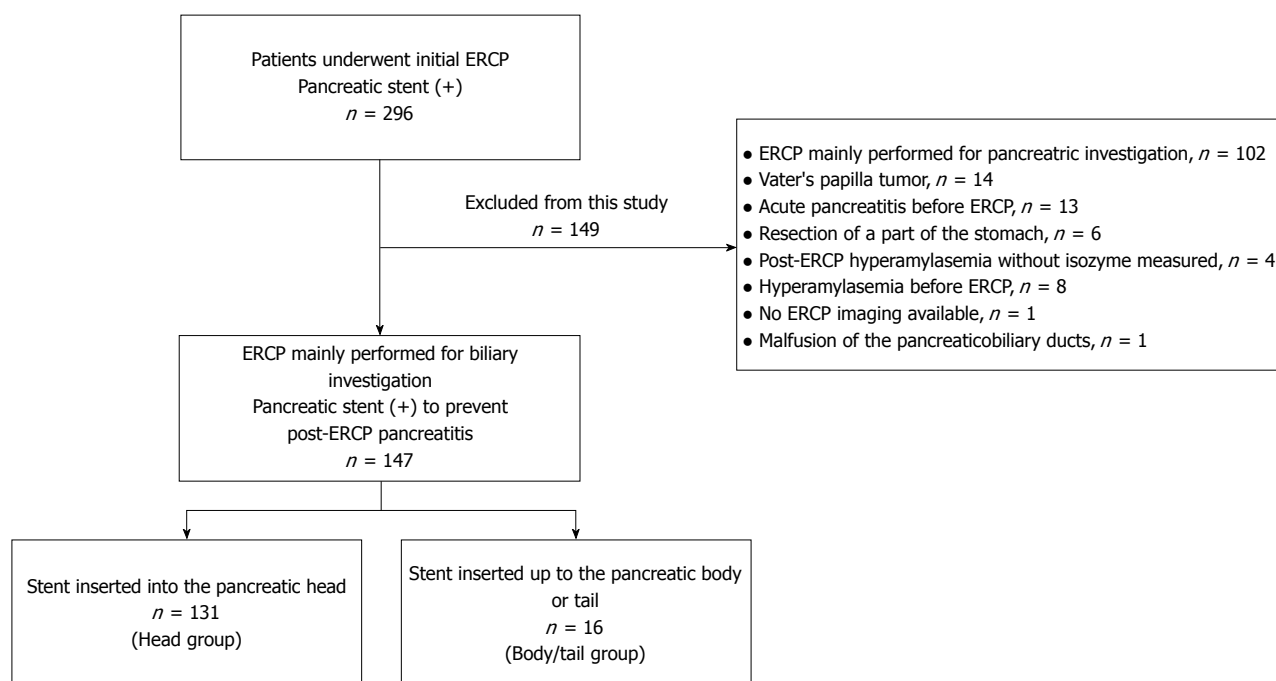 Patients underwent initial ERCP
Pancreatic stent (+)
n = 296
Excluded from this study
n = 149
● ERCP mainly performed for pancreatric investigation, n = 102
● Vater's papilla tumor, n = 14
● Acute pancreatitis before ERCP, n = 13
● Resection of a part of the stomach, n = 6
● Post-ERCP hyperamylasemia without isozyme measured, n = 4
● Hyperamylasemia before ERCP, n = 8
● No ERCP imaging available, n = 1
● Malfusion of the pancreaticobiliary ducts, n = 1
ERCP mainly performed for biliary
investigation
Pancreatic stent (+) to prevent
post-ERCP pancreatitis
n = 147
Stent inserted into the pancreatic head
n = 131
(Head group)
Stent inserted up to the pancreatic body
or tail
n = 16
(Body/tail group)